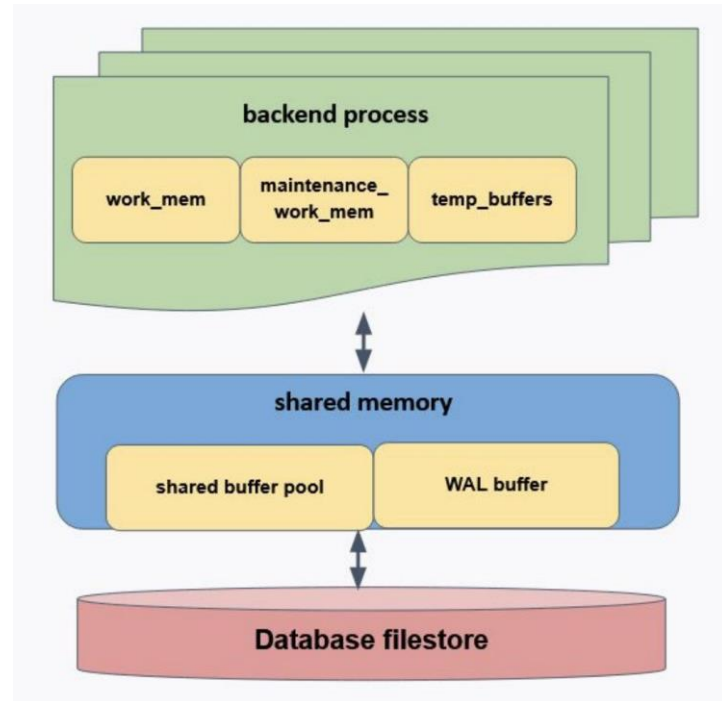 backend process
work_mem
maintenance_
work_mem
temp_buffers
shared memory
shared buffer pool
WAL buffer
Database filestore